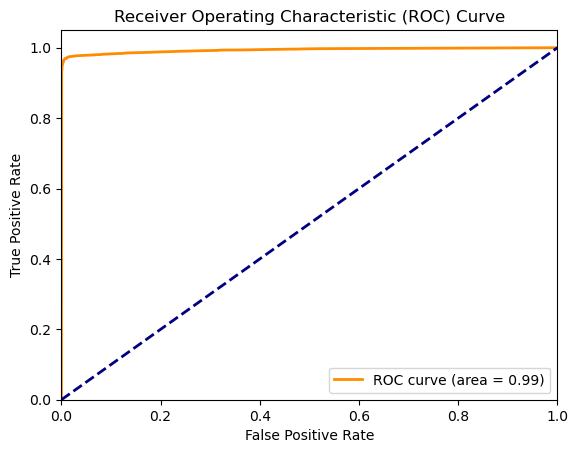 Receiver Operating Characteristic (ROC) Curve
1.0
0.8
0.6
0.4
0.2
0.0
True Positive Rate
ROC curve (area = 0.99)
0.0 0.2 0.4 0.6 0.8 1.0
False Positive Rate